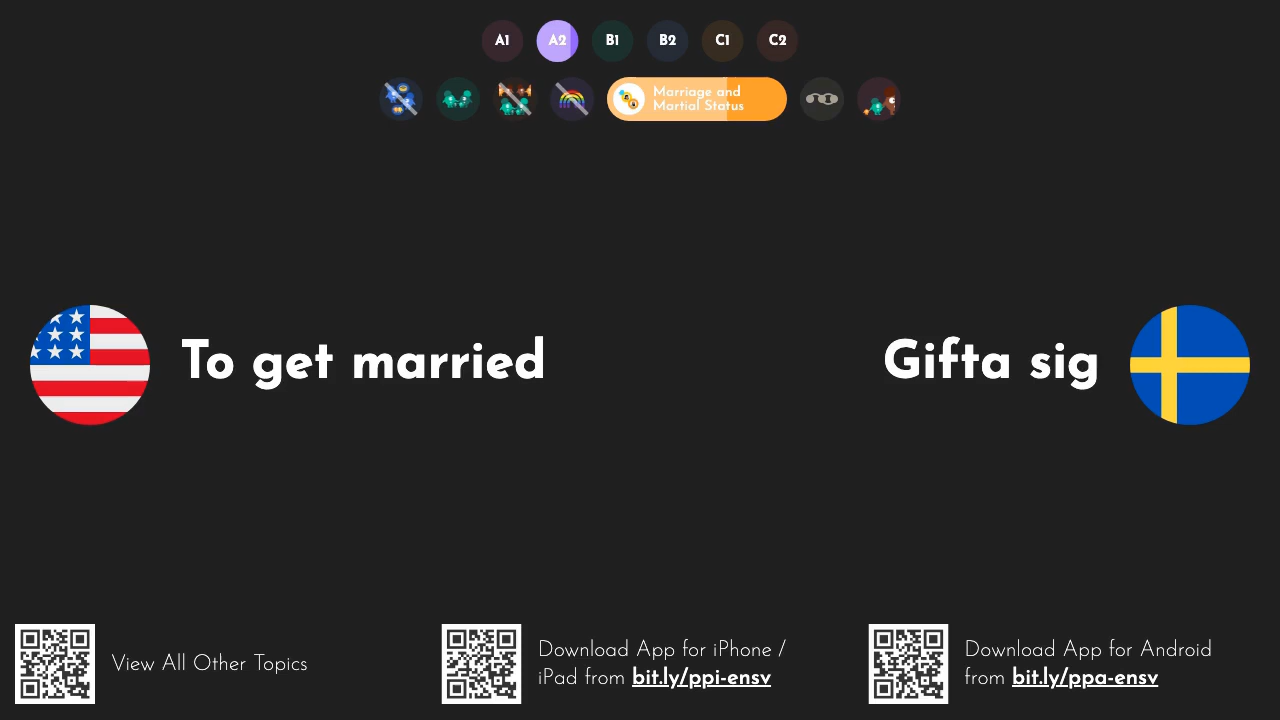 A1 A2 B1 B2 C1 C2
Marriage and
Martial Status
To get married
Gifta sig
View All Other Topics
Download App for iPhone /
iPad from bit.ly/ppi-ensv
Download App for Android
from bit.ly/ppa-ensv